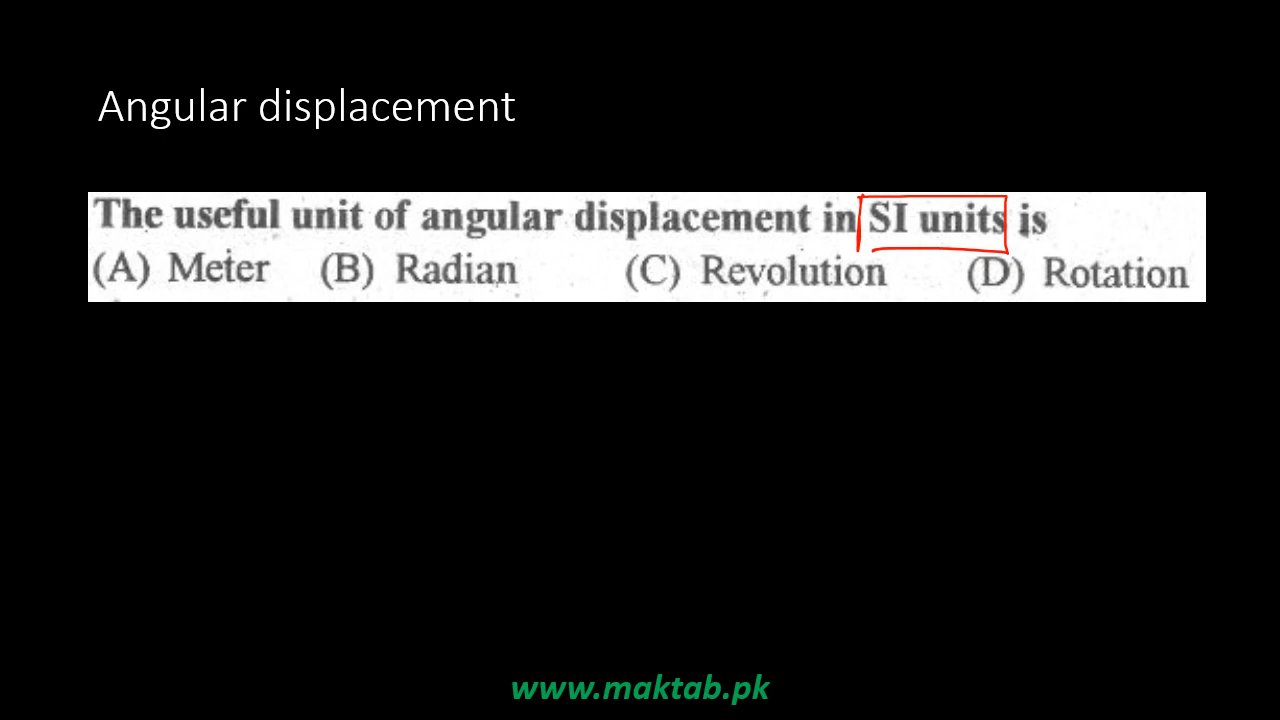 Angular displacement
The useful unit of angular displacement in SI units is
(A) Meter (B) Radian (C) Revolution (D) Rotation
www.maktab.pk